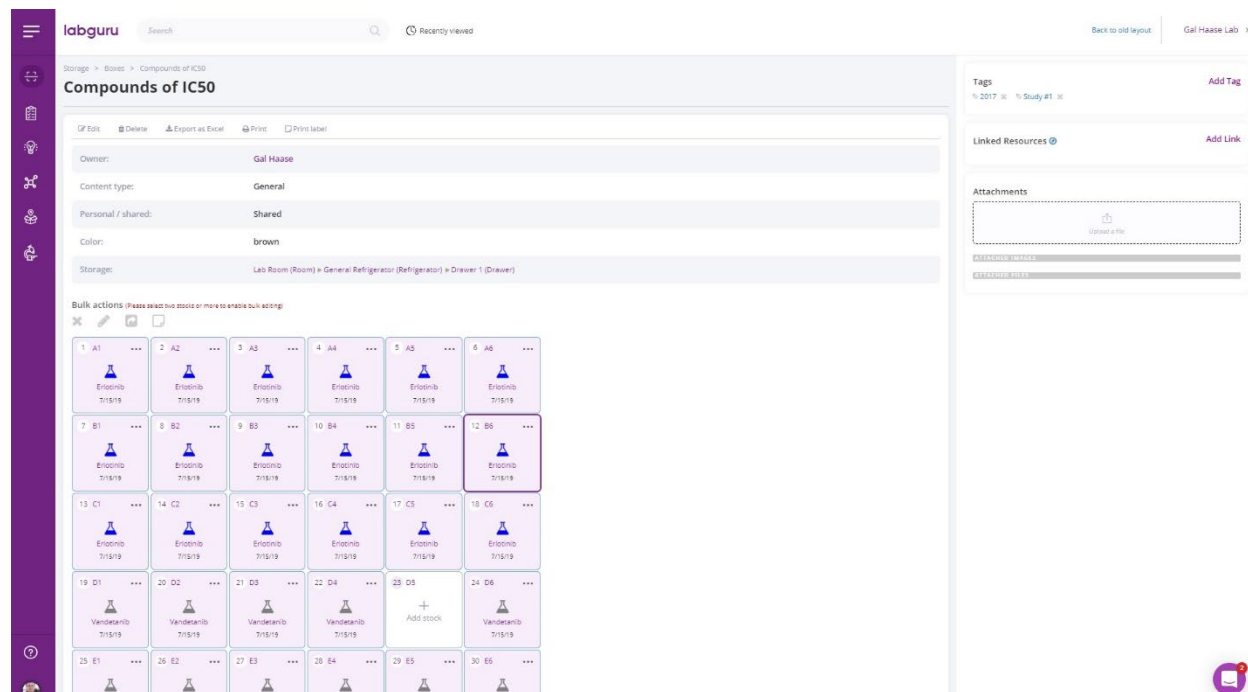 labguru Search Recently viewed Back to old layout Gal Haase Lab
Storage > Boxes > Compounds of IC50
Compounds of IC50
Edit Delete Export as Excel Print Print label
Owner: Gal Haase
Content type: General
Personal / shared: Shared
Color: brown
Storage: Lab Room (Room) » General Refrigerator (Refrigerator) » Drawer 1 (Drawer)
Bulk actions (Please select two stocks or more to enable bulk editing)
1 A1 ••• 2 A2 ••• 3 A3 ••• 4 A4 ••• 5 A5 ••• 6 A6 •••
Erlotinib Erlotinib Erlotinib Erlotinib Erlotinib Erlotinib
7/15/19 7/15/19 7/15/19 7/15/19 7/15/19 7/15/19
7 B1 ••• 8 B2 ••• 9 B3 ••• 10 B4 ••• 11 B5 ••• 12 B6 •••
Erlotinib Erlotinib Erlotinib Erlotinib Erlotinib Erlotinib
7/15/19 7/15/19 7/15/19 7/15/19 7/15/19 7/15/19
13 C1 ••• 14 C2 ••• 15 C3 ••• 16 C4 ••• 17 C5 ••• 18 C6 •••
Erlotinib Erlotinib Erlotinib Erlotinib Erlotinib Erlotinib
7/15/19 7/15/19 7/15/19 7/15/19 7/15/19 7/15/19
19 D1 ••• 20 D2 ••• 21 D3 ••• 22 D4 ••• 23 D5 24 D6 •••
Vandetanib Vandetanib Vandetanib Vandetanib Add stock Vandetanib
7/15/19 7/15/19 7/15/19 7/15/19 7/15/19
25 E1 ••• 26 E2 ••• 27 E3 ••• 28 E4 ••• 29 E5 ••• 30 E6 •••
Tags Add Tag
2017 Study #1
Linked Resources Add Link
Attachments
Upload a file
ATTACHED IMAGES
ATTACHED FILES
2